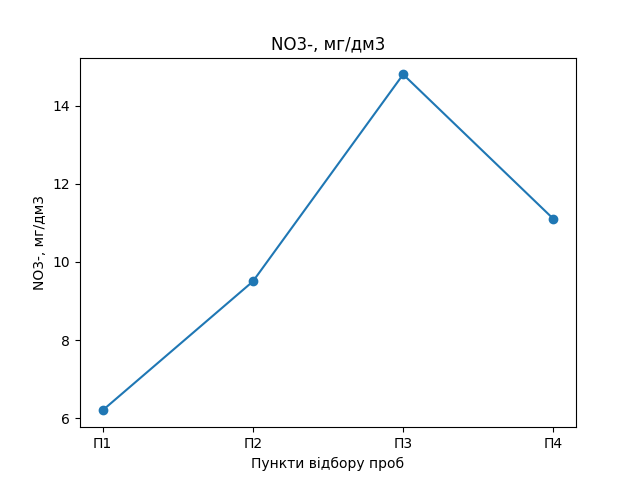 NO3-, мг/дм3
NO3-, мг/дм3
14
12
10
8
6
П1 П2 П3 П4
Пункти відбору проб